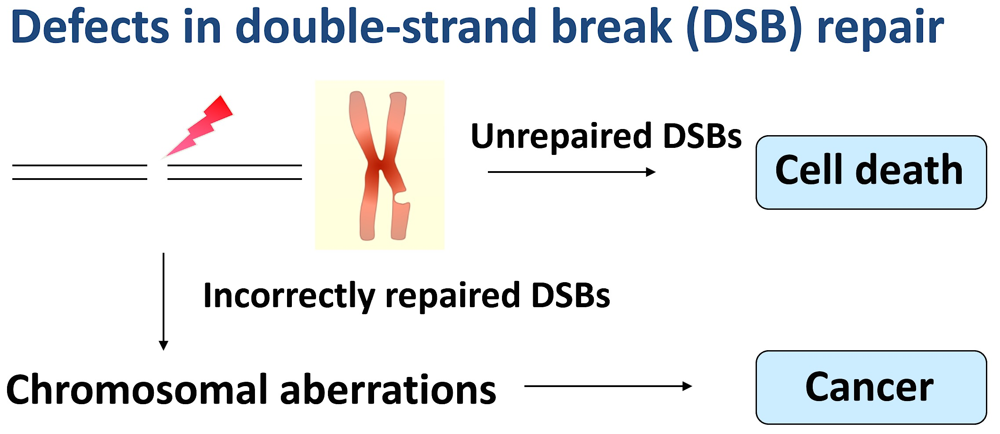 Defects in double-strand break (DSB) repair
Unrepaired DSBs
Cell death
Incorrectly repaired DSBs
Chromosomal aberrations
Cancer